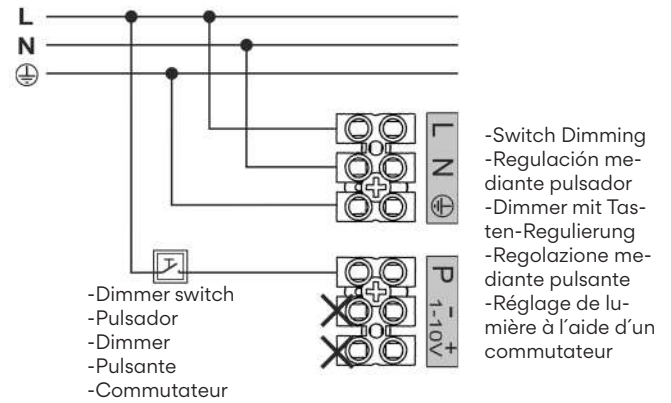 L
N
L
N
P
- +
1-10V
-Switch Dimming
-Regulación me-
diante pulsador
-Dimmer mit Tas-
ten-Regulierung
-Regolazione me-
diante pulsante
-Réglage de lu-
mière à l´aide d´un
commutateur
-Dimmer switch
-Pulsador
-Dimmer
-Pulsante
-Commutateur